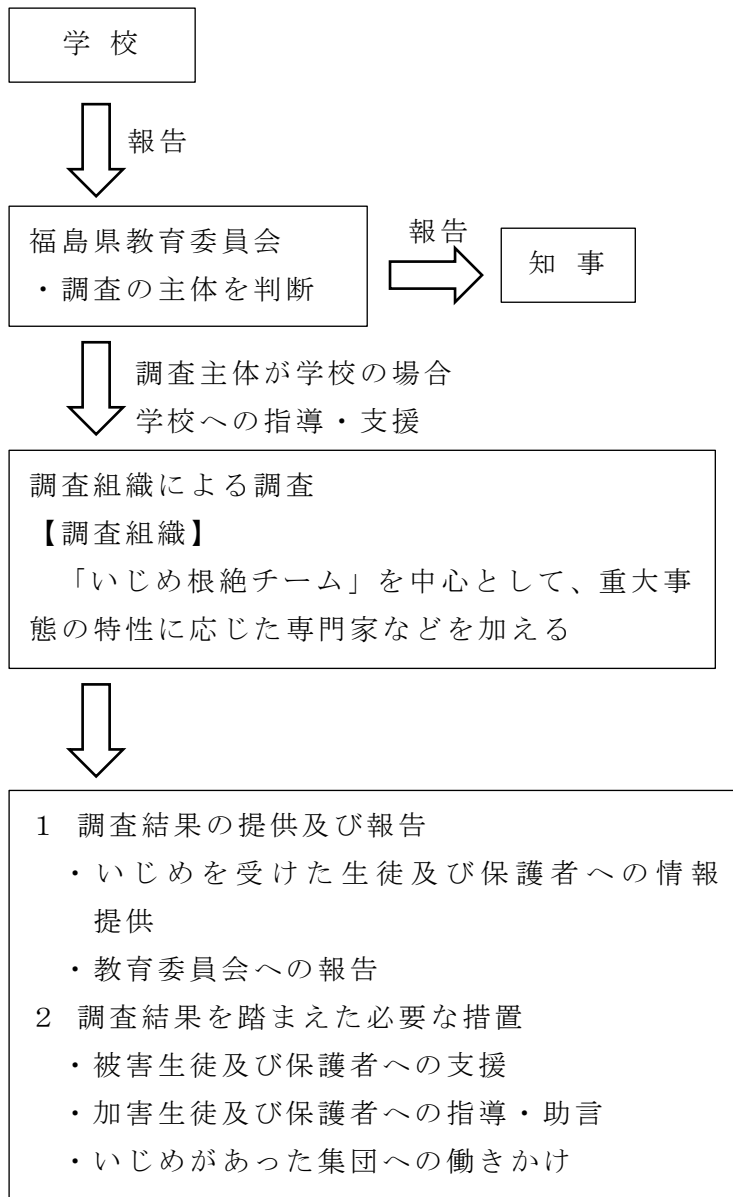 学校
報告
福島県教育委員会
・調査の主体を判断
報告
知事
調査主体が学校の場合
学校への指導・支援
調査組織による調査
【調査組織】
「いじめ根絶チーム」を中心として、重大事
態の特性に応じた専門家などを加える
1 調査結果の提供及び報告
・いじめを受けた生徒及び保護者への情報
提供
・教育委員会への報告
2 調査結果を踏まえた必要な措置
・被害生徒及び保護者への支援
・加害生徒及び保護者への指導・助言
・いじめがあった集団への働きかけ